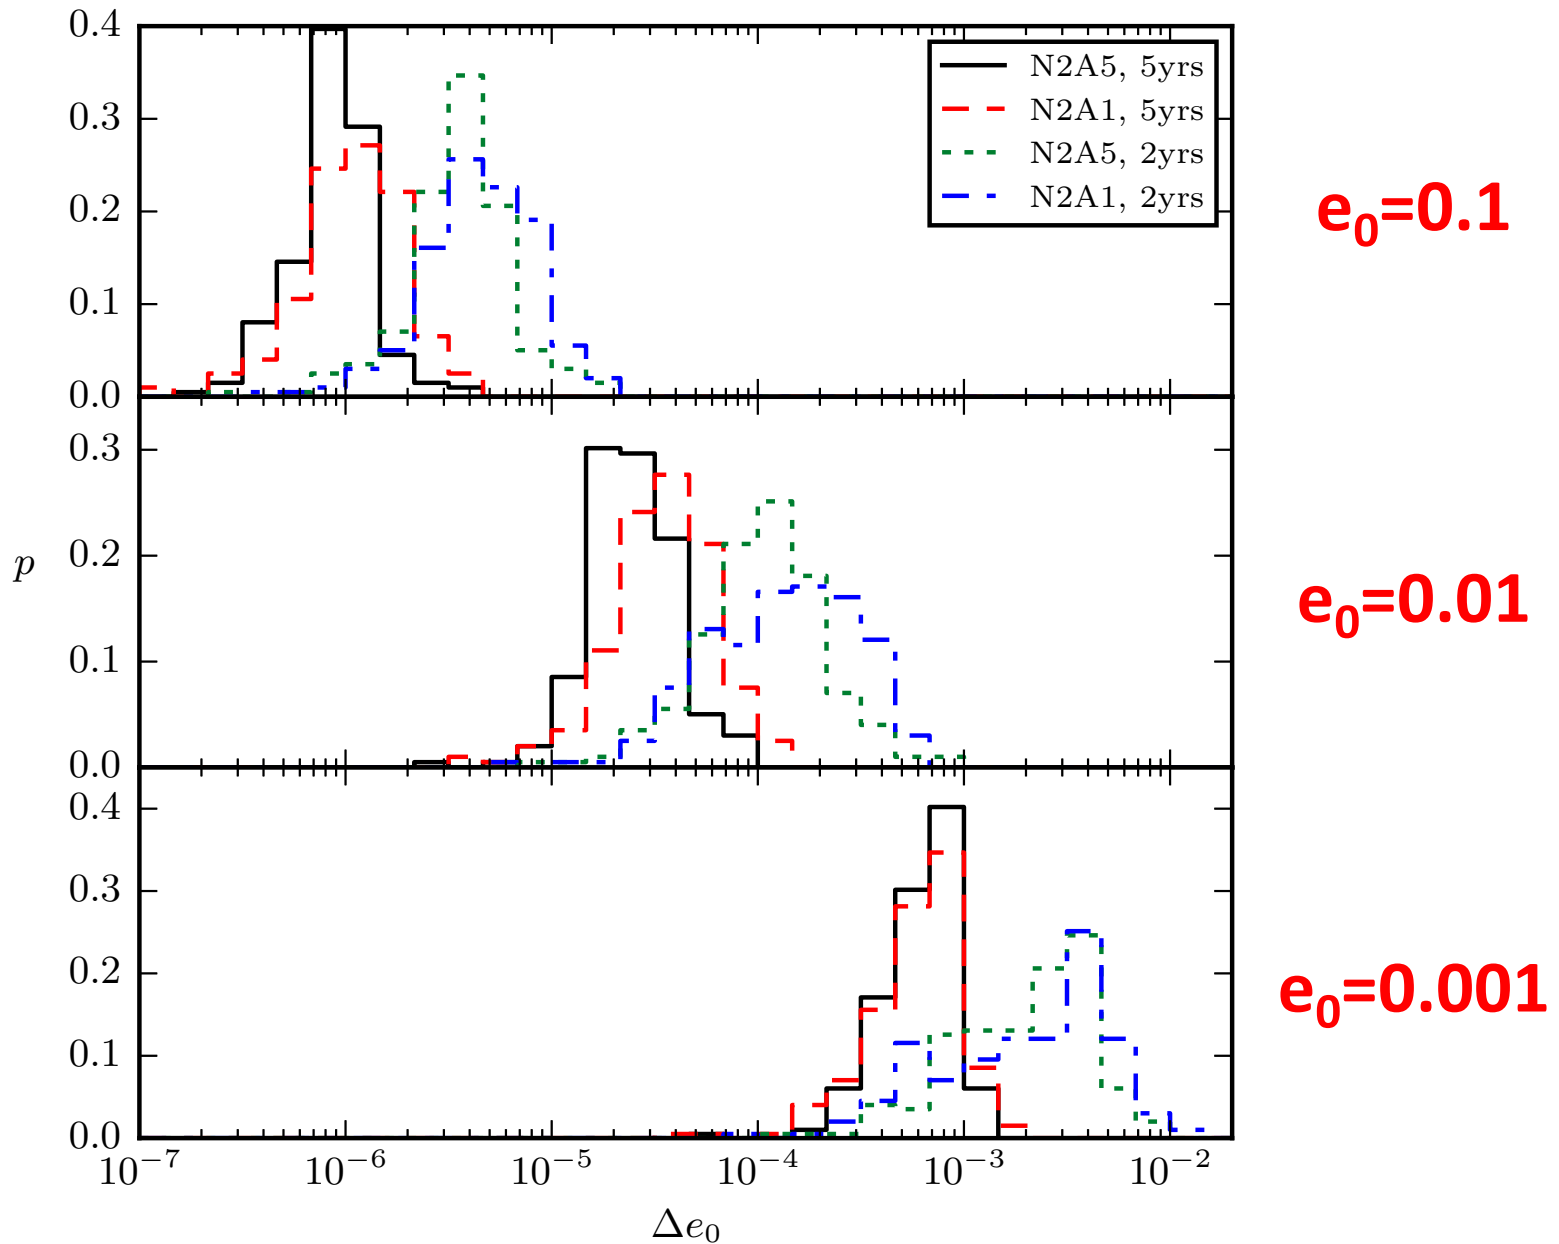 0.4
0.3
0.2
0.1
0.0
N2A5, 5yrs
N2A1, 5yrs
N2A5, 2yrs
N2A1, 2yrs
e₀=0.1
0.3
0.2
0.1
0.0
p
e₀=0.01
0.4
0.3
0.2
0.1
0.0
e₀=0.001
10⁻⁷ 10⁻⁶ 10⁻⁵ 10⁻⁴ 10⁻³ 10⁻²
Δe₀